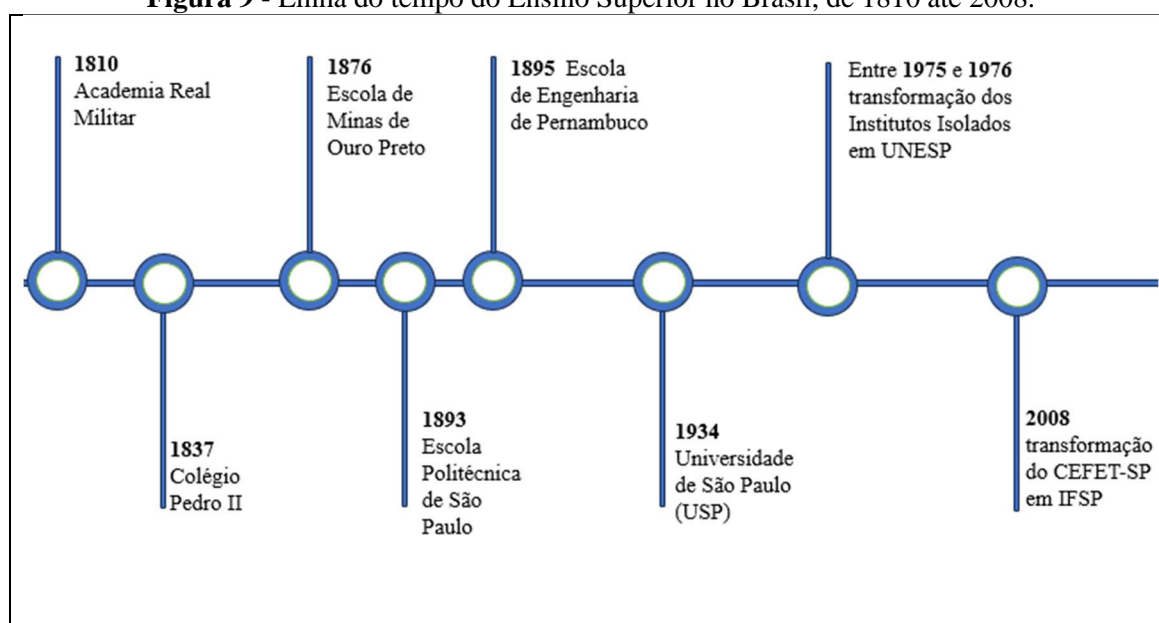 Figura 9 - Linha do tempo do Ensino Superior no Brasil, de 1810 até 2008.
1810
Academia Real
Militar
1876
Escola de
Minas de
Ouro Preto
1895 Escola
de Engenharia
de Pernambuco
Entre 1975 e 1976
transformação dos
Institutos Isolados
em UNESP
1837
Colégio
Pedro II
1893
Escola
Politécnica
de São
Paulo
1934
Universidade
de São Paulo
(USP)
2008
transformação
do CEFET-SP
em IFSP